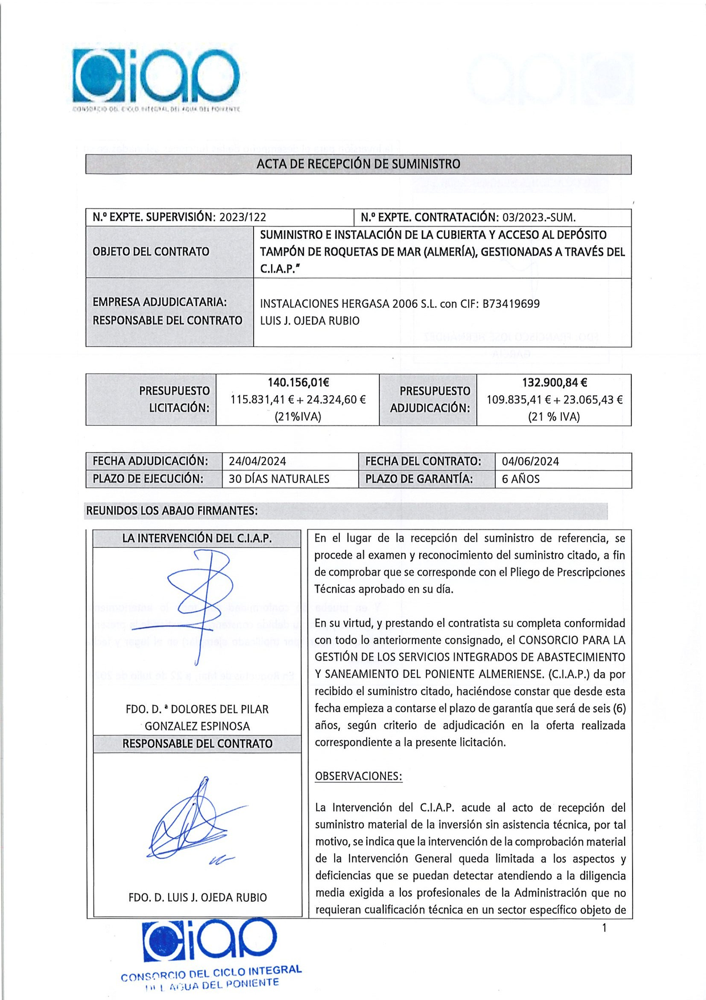 ciap
CONSORCIO DEL CICLO INTEGRAL DEL AGUA DEL PONIENTE
ACTA DE RECEPCIÓN DE SUMINISTRO
N.º EXPTE. SUPERVISIÓN: 2023/122
N.º EXPTE. CONTRATACIÓN: 03/2023.-SUM.
OBJETO DEL CONTRATO
SUMINISTRO E INSTALACIÓN DE LA CUBIERTA Y ACCESO AL DEPÓSITO
TAMPÓN DE ROQUETAS DE MAR (ALMERÍA), GESTIONADAS A TRAVÉS DEL
C.I.A.P."
EMPRESA ADJUDICATARIA:
RESPONSABLE DEL CONTRATO
INSTALACIONES HERGASA 2006 S.L. con CIF: B73419699
LUIS J. OJEDA RUBIO
PRESUPUESTO
LICITACIÓN:
140.156,01€
115.831,41 € + 24.324,60 €
(21%IVA)
PRESUPUESTO
ADJUDICACIÓN:
132.900,84 €
109.835,41 € + 23.065,43 €
(21 % IVA)
FECHA ADJUDICACIÓN: 24/04/2024
FECHA DEL CONTRATO: 04/06/2024
PLAZO DE EJECUCIÓN: 30 DÍAS NATURALES
PLAZO DE GARANTÍA: 6 AÑOS
REUNIDOS LOS ABAJO FIRMANTES:
LA INTERVENCIÓN DEL C.I.A.P.
FDO. D. ª DOLORES DEL PILAR
GONZALEZ ESPINOSA
RESPONSABLE DEL CONTRATO
FDO. D. LUIS J. OJEDA RUBIO
En el lugar de la recepción del suministro de referencia, se
procede al examen y reconocimiento del suministro citado, a fin
de comprobar que se corresponde con el Pliego de Prescripciones
Técnicas aprobado en su día.
En su virtud, y prestando el contratista su completa conformidad
con todo lo anteriormente consignado, el CONSORCIO PARA LA
GESTIÓN DE LOS SERVICIOS INTEGRADOS DE ABASTECIMIENTO
Y SANEAMIENTO DEL PONIENTE ALMERIENSE. (C.I.A.P.) da por
recibido el suministro citado, haciéndose constar que desde esta
fecha empieza a contarse el plazo de garantía que será de seis (6)
años, según criterio de adjudicación en la oferta realizada
correspondiente a la presente licitación.
OBSERVACIONES:
La Intervención del C.I.A.P. acude al acto de recepción del
suministro material de la inversión sin asistencia técnica, por tal
motivo, se indica que la intervención de la comprobación material
de la Intervención General queda limitada a los aspectos y
deficiencias que se puedan detectar atendiendo a la diligencia
media exigida a los profesionales de la Administración que no
requieran cualificación técnica en un sector específico objeto de
1
ciap
CONSORCIO DEL CICLO INTEGRAL
DEL AGUA DEL PONIENTE